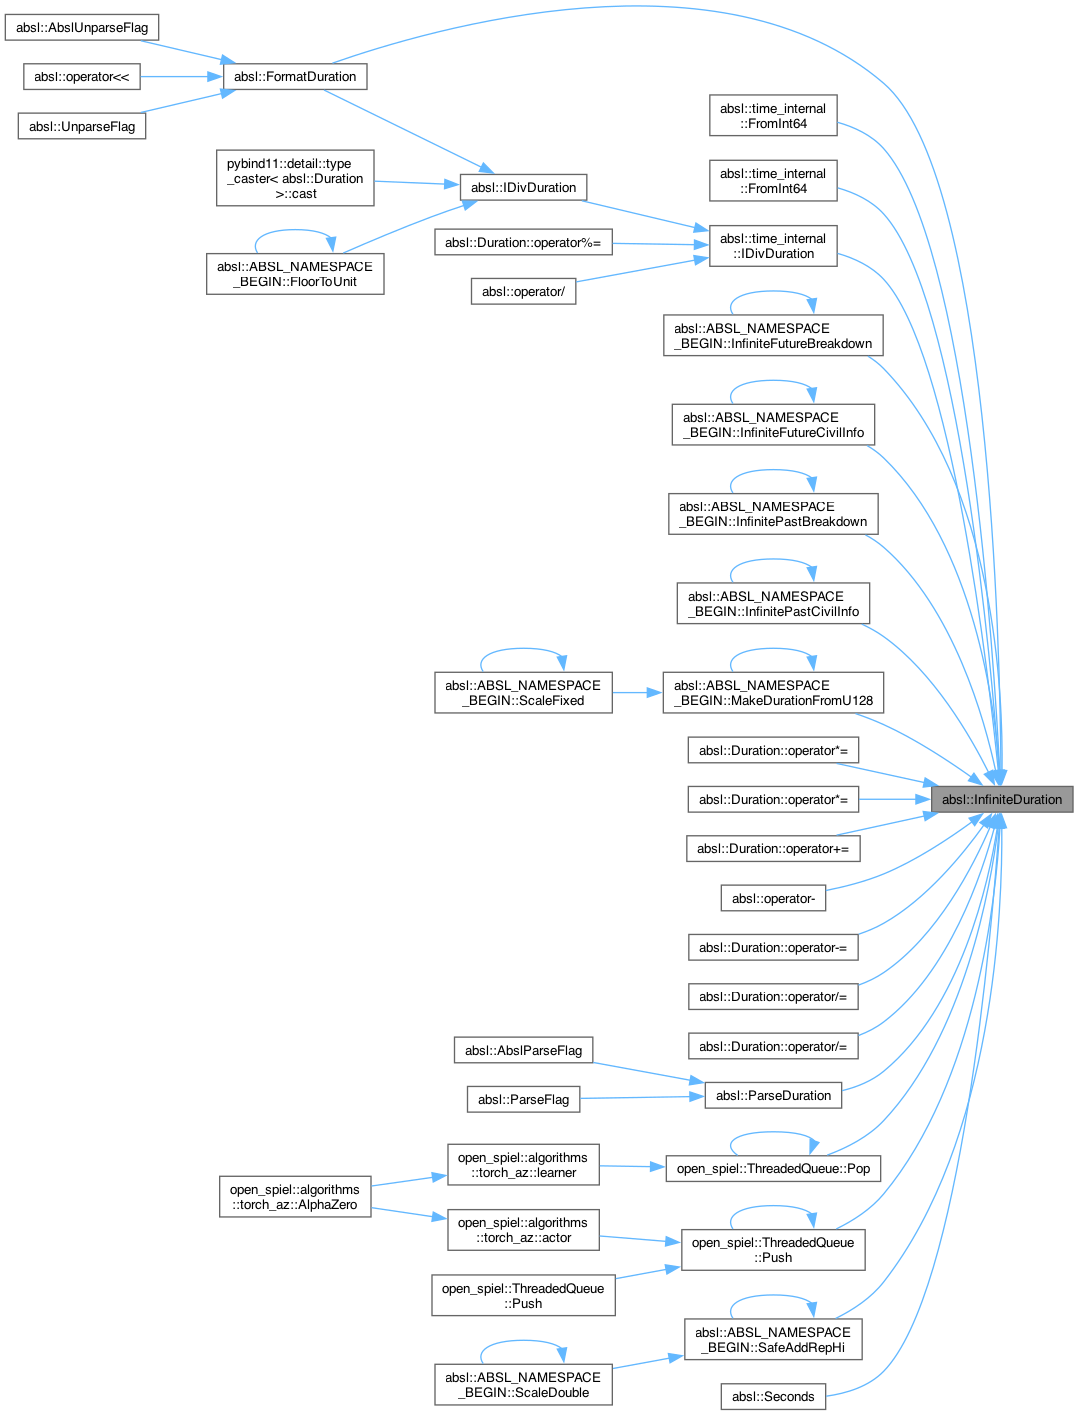 absl::AbslUnparseFlag
absl::operator<<
absl::UnparseFlag
absl::FormatDuration
pybind11::detail::type
_caster< absl::Duration
>::cast
absl::ABSL_NAMESPACE
_BEGIN::FloorToUnit
absl::IDivDuration
absl::Duration::operator%=
absl::operator/
absl::time_internal
::FromInt64
absl::time_internal
::FromInt64
absl::time_internal
::IDivDuration
absl::ABSL_NAMESPACE
_BEGIN::InfiniteFutureBreakdown
absl::ABSL_NAMESPACE
_BEGIN::InfiniteFutureCivilInfo
absl::ABSL_NAMESPACE
_BEGIN::InfinitePastBreakdown
absl::ABSL_NAMESPACE
_BEGIN::InfinitePastCivilInfo
absl::ABSL_NAMESPACE
_BEGIN::ScaleFixed
absl::ABSL_NAMESPACE
_BEGIN::MakeDurationFromU128
absl::Duration::operator*=
absl::Duration::operator*=
absl::InfiniteDuration
absl::Duration::operator+=
absl::operator-
absl::Duration::operator-=
absl::Duration::operator/=
absl::Duration::operator/=
absl::AbslParseFlag
absl::ParseFlag
absl::ParseDuration
open_spiel::algorithms
::torch_az::learner
open_spiel::ThreadedQueue::Pop
open_spiel::algorithms
::torch_az::AlphaZero
open_spiel::algorithms
::torch_az::actor
open_spiel::ThreadedQueue
::Push
open_spiel::ThreadedQueue
::Push
absl::ABSL_NAMESPACE
_BEGIN::SafeAddRepHi
absl::ABSL_NAMESPACE
_BEGIN::ScaleDouble
absl::Seconds